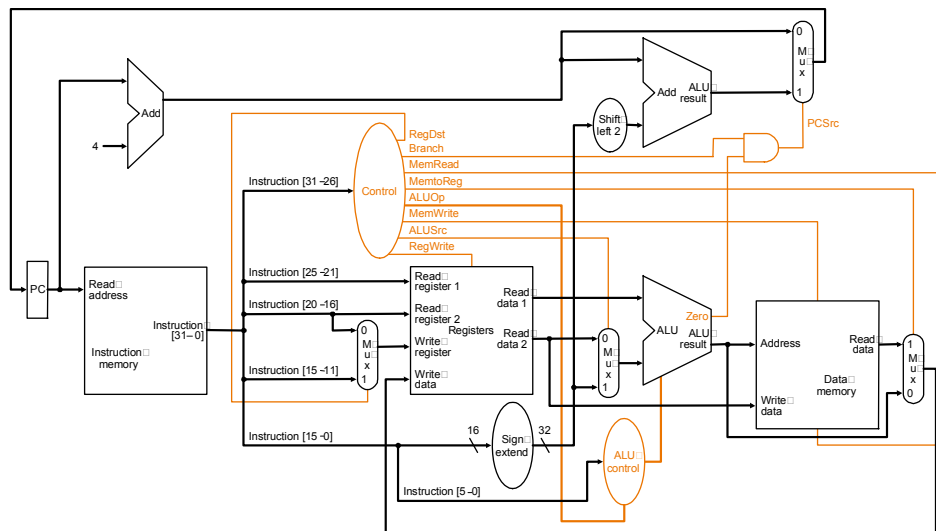 0
M
u
x
1
Add
ALU
result
Add
Shift
left 2
4
PCSrc
RegDst
Branch
MemRead
MemtoReg
ALUOp
MemWrite
ALUSrc
RegWrite
Control
Instruction [31–26]
Instruction [25–21]
Instruction [20–16]
Instruction [15–11]
Instruction [15–0]
Instruction [5–0]
PC
Read
address
Instruction
[31–0]
Instruction
memory
0
M
u
x
1
Read
register 1
Read
register 2
Write
register
Write
data
Registers
Read
data 1
Read
data 2
0
M
u
x
1
Zero
ALU
ALU
result
Address
Read
data
Data
memory
Write
data
1
M
u
x
0
16
Sign
extend
32
ALU
control